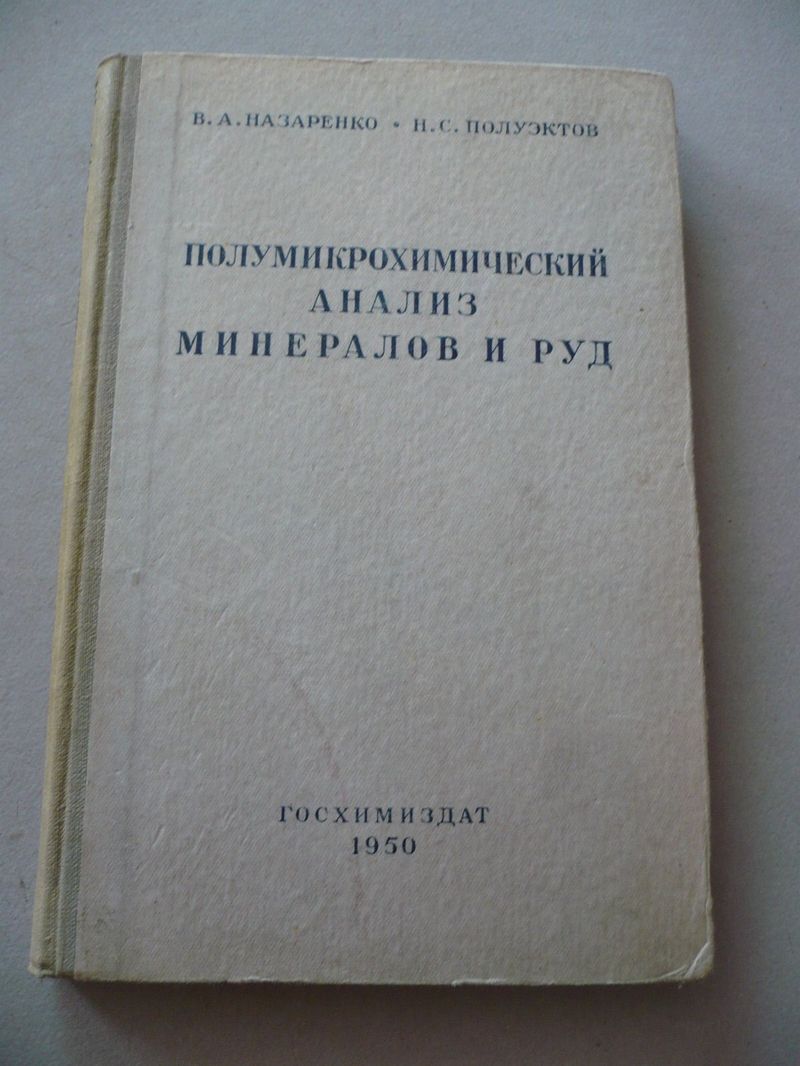 В. А. НАЗАРЕНКО • Н. С. ПОЛУЭКТОВ
ПОЛУМИКРОХИМИЧЕСКИЙ
АНАЛИЗ
МИНЕРАЛОВ И РУД
ГОСХИМИЗДАТ
1950